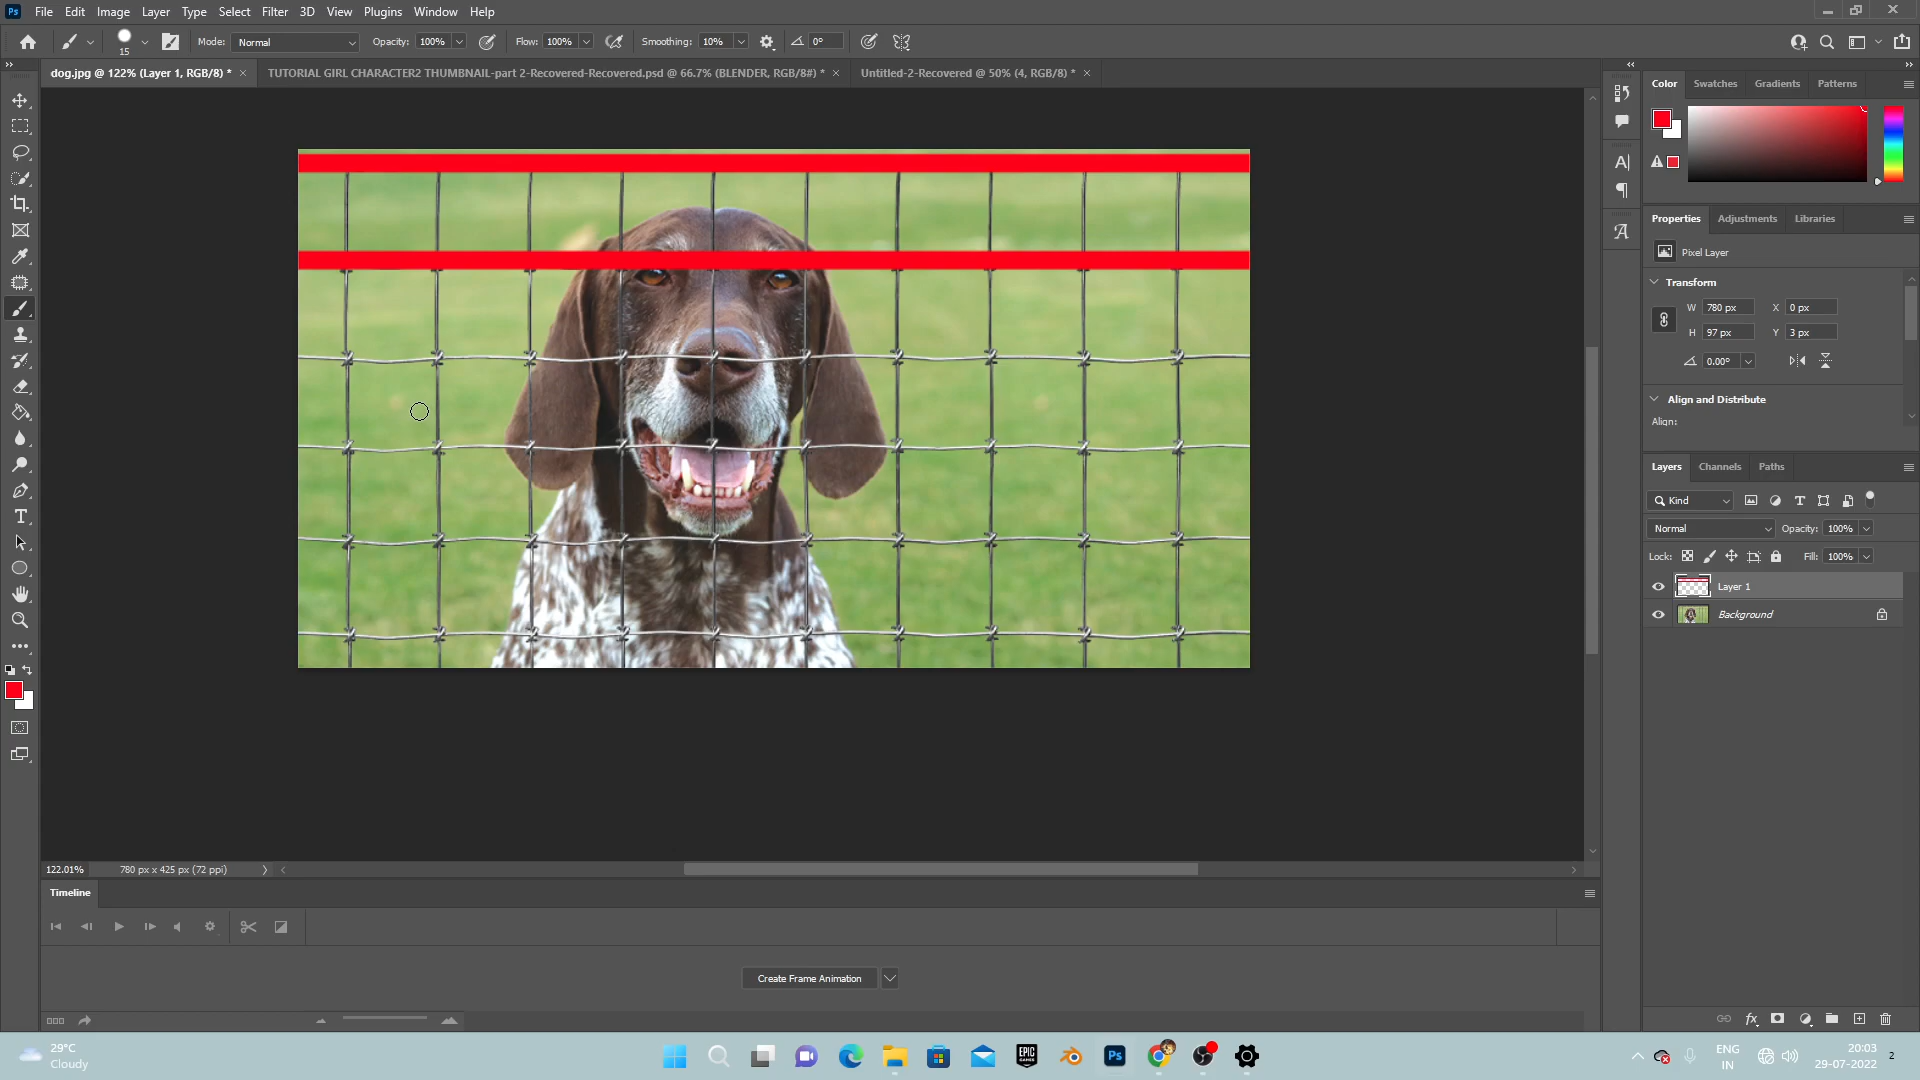 Ps File Edit Image Layer Type Select Filter 3D View Plugins Window Help
15 Mode: Normal Opacity: 100% Flow: 100% Smoothing: 10% 0°
dog.jpg @ 122% (Layer 1, RGB/8) * TUTORIAL GIRL CHARACTER2 THUMBNAIL-part 2-Recovered-Recovered.psd @ 66.7% (BLENDER, RGB/8#) * Untitled-2-Recovered @ 50% (4, RGB/8) *
Color Swatches Gradients Patterns
Properties Adjustments Libraries
Pixel Layer
Transform
W 780 px X 0 px
H 97 px Y 3 px
0.00°
Align and Distribute
Align:
Layers Channels Paths
Kind
Normal Opacity: 100%
Lock: Fill: 100%
Layer 1
Background
122.01% 780 px x 425 px (72 ppi)
Timeline
Create Frame Animation
29°C
Cloudy
EPIC
GAMES
Ps
ENG
IN
20:03
29-07-2022
2